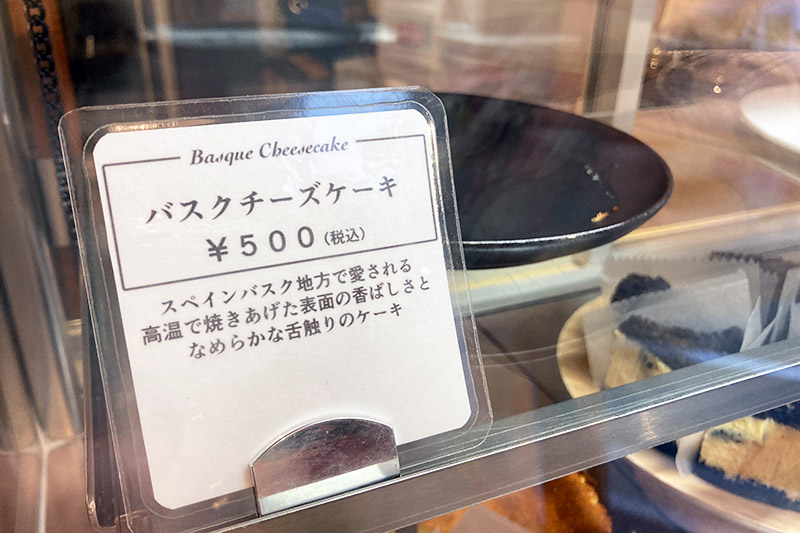 Basque Cheesecake
バスクチーズケーキ
￥５００(税込)
スペインバスク地方で愛される
高温で焼きあげた表面の香ばしさと
なめらかな舌触りのケーキ